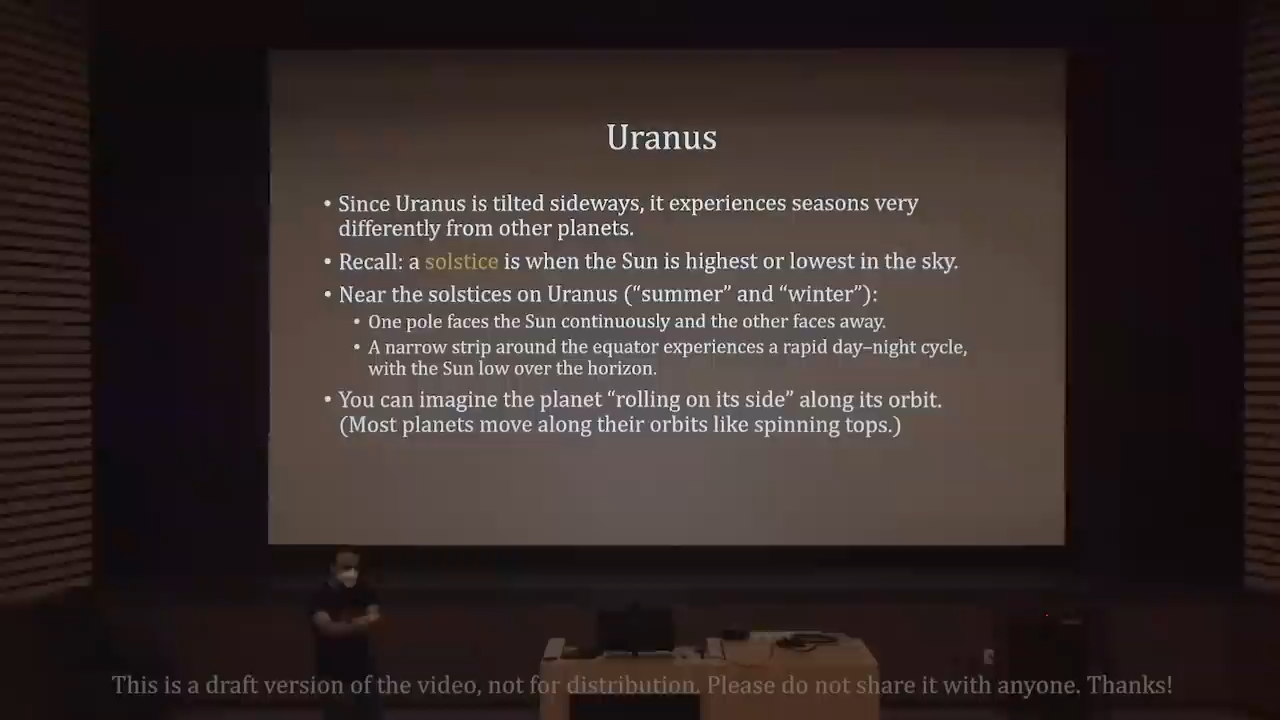 Uranus
• Since Uranus is tilted sideways, it experiences seasons very
differently from other planets.
• Recall: a solstice is when the Sun is highest or lowest in the sky.
• Near the solstices on Uranus (“summer” and “winter”):
• One pole faces the Sun continuously and the other faces away.
• A narrow strip around the equator experiences a rapid day–night cycle,
with the Sun low over the horizon.
• You can imagine the planet “rolling on its side” along its orbit.
(Most planets move along their orbits like spinning tops.)
This is a draft version of the video, not for distribution. Please do not share it with anyone. Thanks!